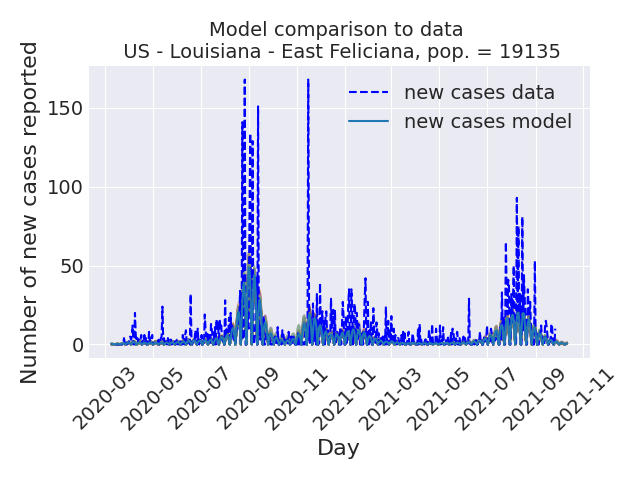 Model comparison to data
US - Louisiana - East Feliciana, pop. = 19135
Number of new cases reported
150
100
50
0
new cases data
new cases model
2020-03
2020-05
2020-07
2020-09
2020-11
2021-01
2021-03
2021-05
2021-07
2021-09
2021-11
Day